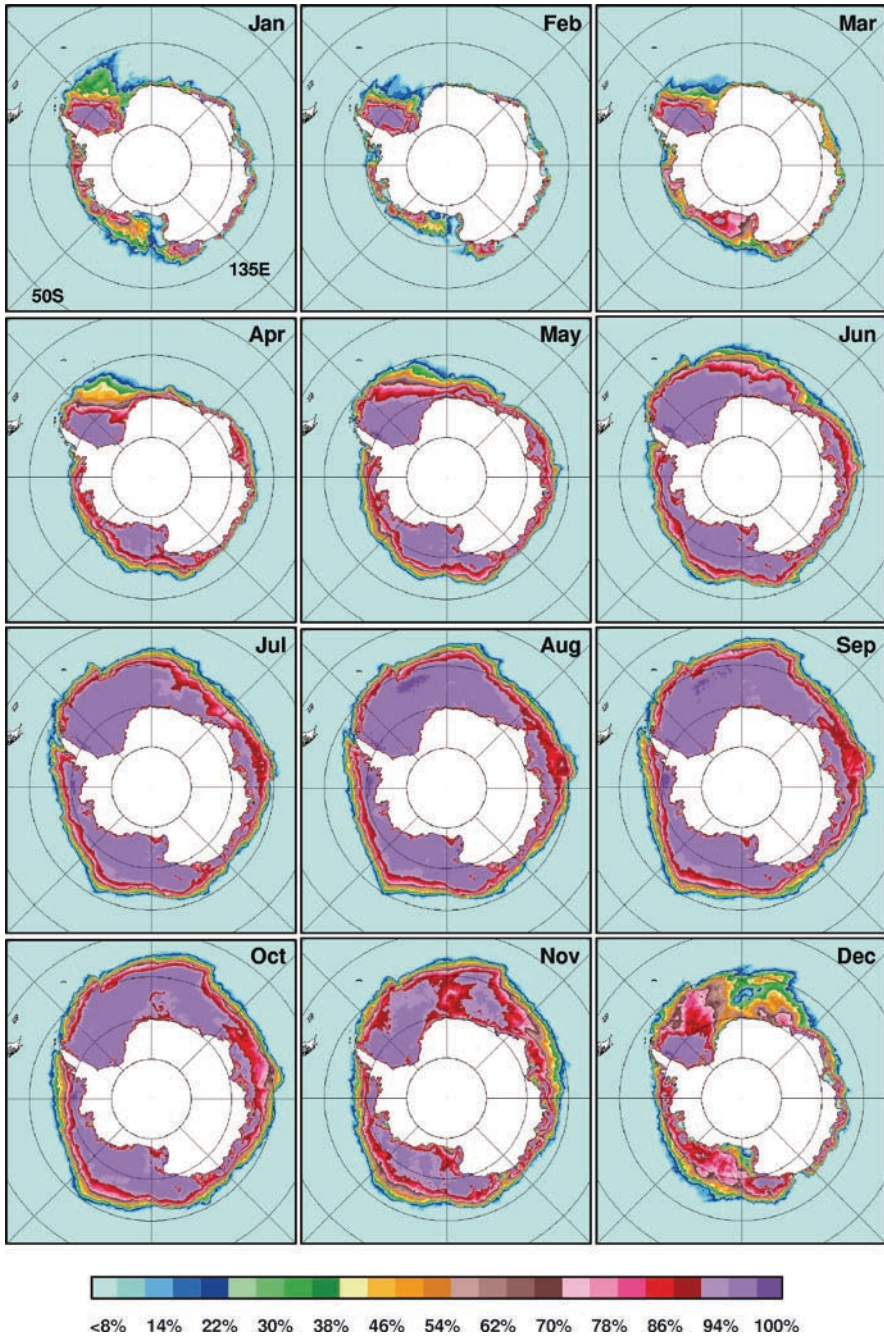 Jan Feb Mar
135E
50S
Apr May Jun
Jul Aug Sep
Oct Nov Dec
<8% 14% 22% 30% 38% 46% 54% 62% 70% 78% 86% 94% 100%